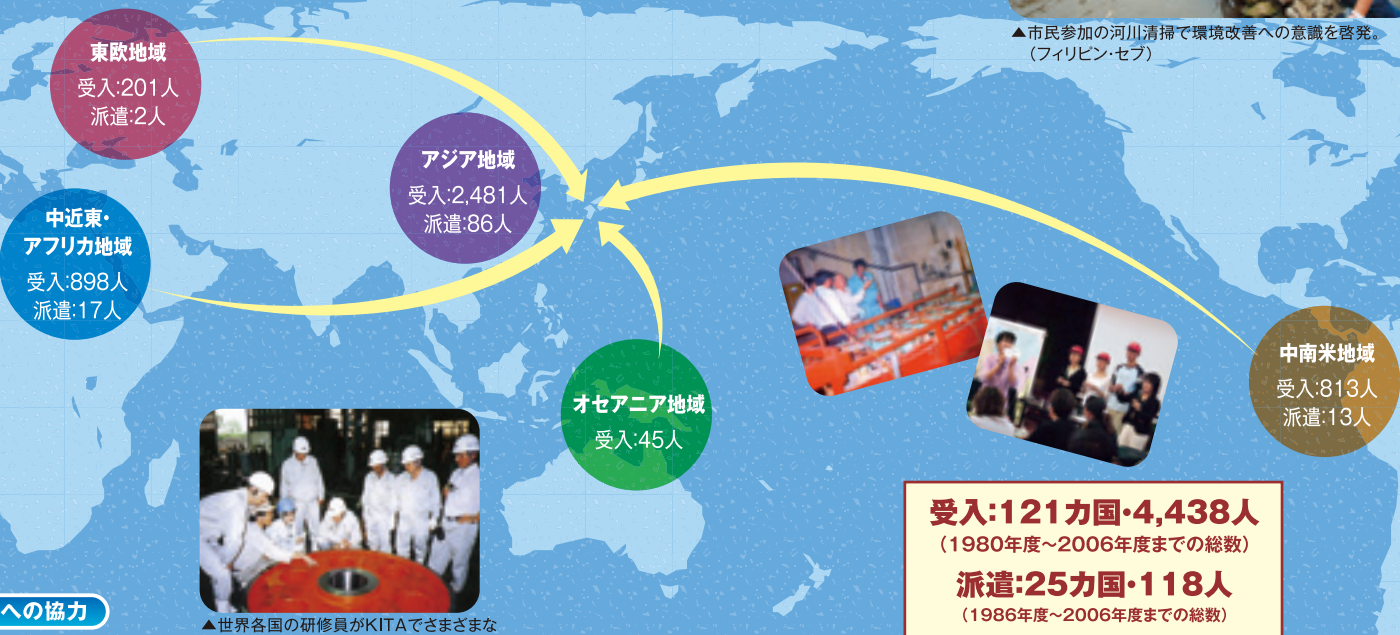 ▲市民参加の河川清掃で環境改善への意識を啓発。
（フィリピン・セブ）
東欧地域
受入:201人
派遣:2人
アジア地域
受入:2,481人
派遣:86人
中近東・
アフリカ地域
受入:898人
派遣:17人
オセアニア地域
受入:45人
中南米地域
受入:813人
派遣:13人
受入:121カ国・4,438人
（1980年度～2006年度までの総数）
派遣:25カ国・118人
（1986年度～2006年度までの総数）
への協力
▲世界各国の研修員がKITAでさまざまな